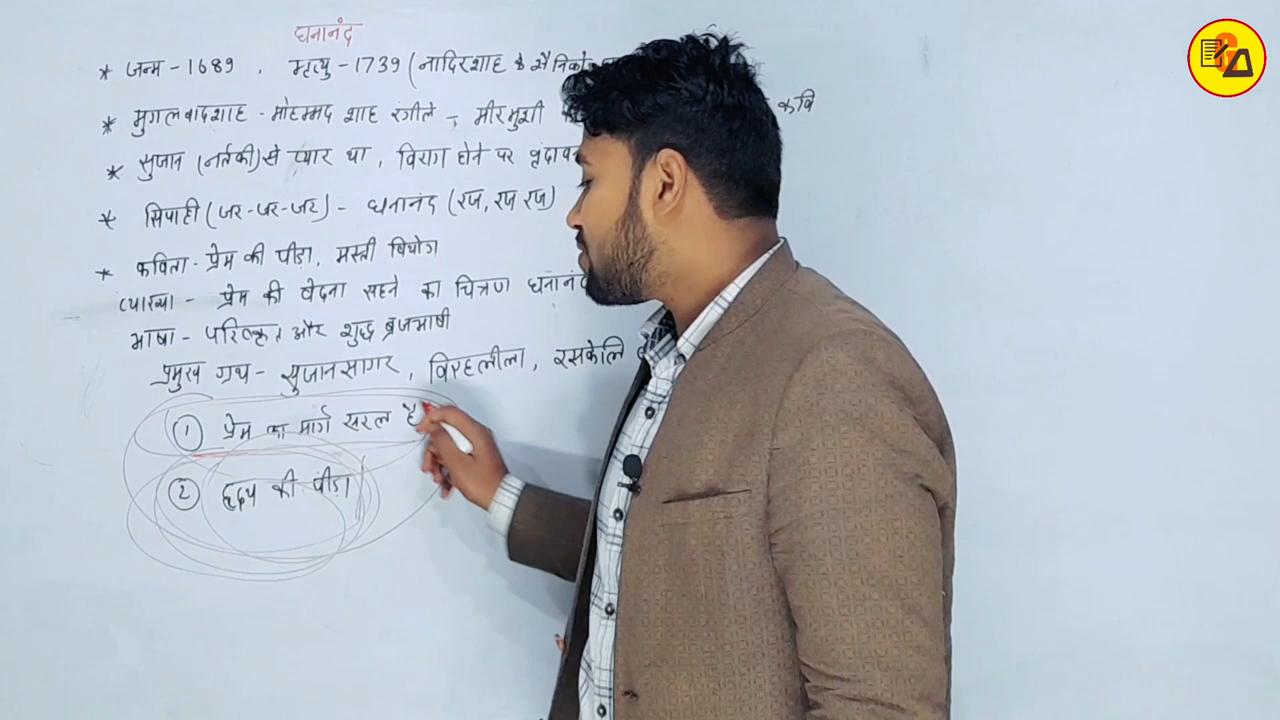 घनानंद
* जन्म - 1689 , मृत्यु - 1739 (नादिरशाह के सैनिको
* मुगलबादशाह - मोहम्मद शाह रंगीले - मीरमुशी कवि
* सुजान (नर्तकी) से प्यार था , विराग होने पर वृंदावन
* सिपाही (जर-जर-जर) - घनानंद (रज, रज रज)
* कविता - प्रेम की पीड़ा, मस्ती बियोग
व्याख्या - प्रेम की वेदना सहने का चित्रण घनानंद
भाषा - परिष्कृत और शुद्ध ब्रजभाषी
प्रमुख ग्रंथ - सुजानसागर , विरहलीला , रसकेलि
① प्रेम का मार्ग सरल है
② हृदय की पीड़ा